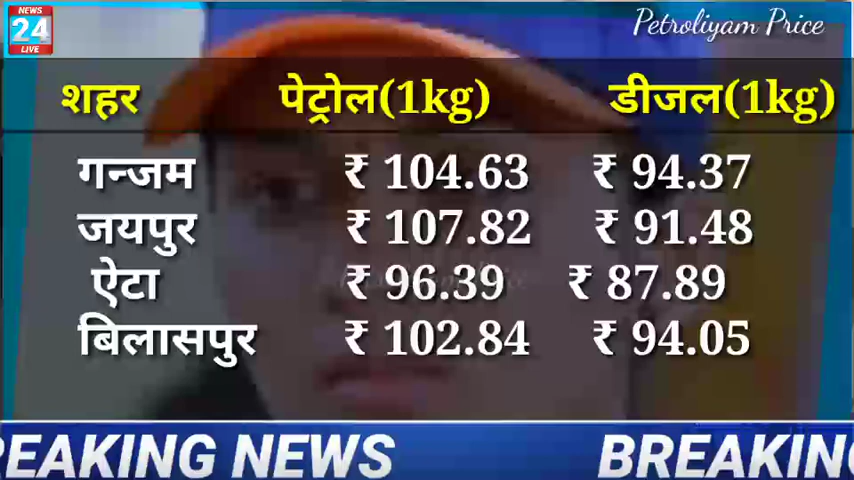 NEWS
24
LIVE
Petroliyam Price
शहर पेट्रोल(1kg) डीजल(1kg)
गन्जम ₹ 104.63 ₹ 94.37
जयपुर ₹ 107.82 ₹ 91.48
ऐटा ₹ 96.39 ₹ 87.89
बिलासपुर ₹ 102.84 ₹ 94.05
REAKING NEWS BREAKING